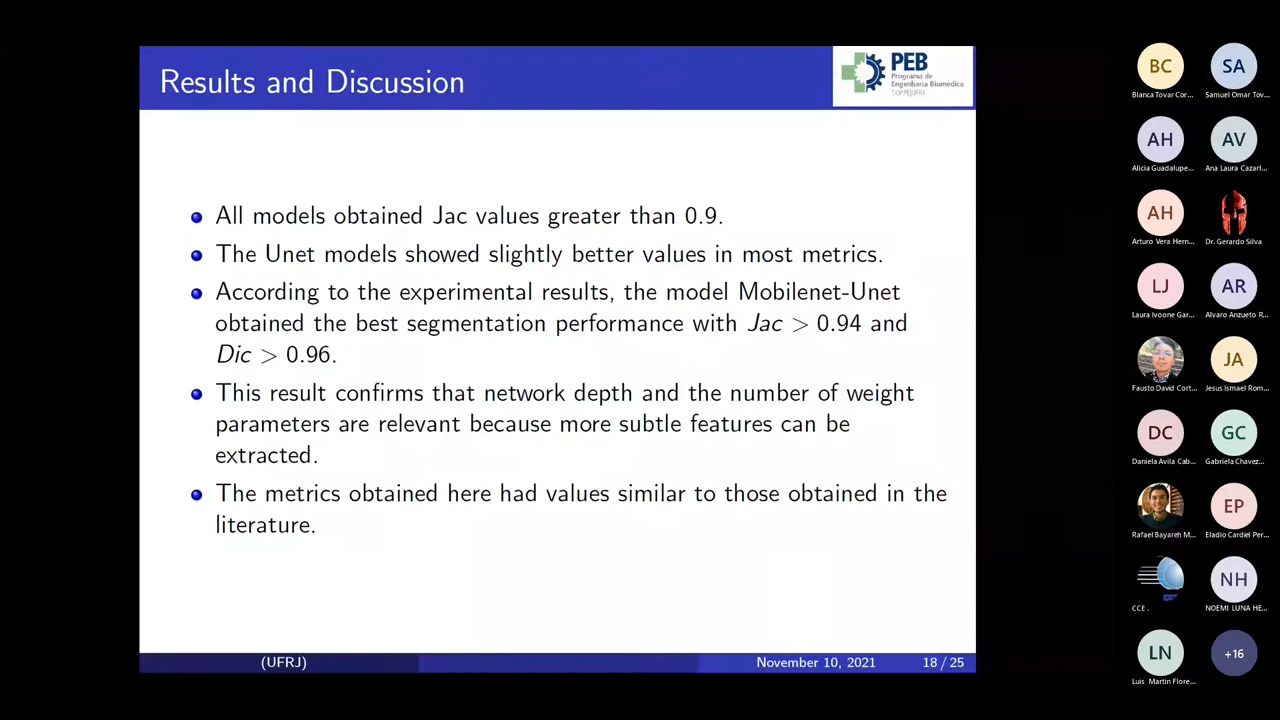 Results and Discussion
PEB
Programa de
Engenharia Biomédica
All models obtained Jac values greater than 0.9.
The Unet models showed slightly better values in most metrics.
According to the experimental results, the model Mobilenet-Unet
obtained the best segmentation performance with Jac > 0.94 and
Dic > 0.96.
This result confirms that network depth and the number of weight
parameters are relevant because more subtle features can be
extracted.
The metrics obtained here had values similar to those obtained in the
literature.
(UFRJ)
November 10, 2021
18 / 25
BC
SA
Blanca Tovar Cor...
Samuel Omar Tov...
AH
AV
Alicia Guadalupe...
Ana Laura Cazarl...
AH
Arturo Vera Hern...
Dr. Gerardo Silva
LJ
AR
Laura Ivoone Gar...
Alvaro Anzueto R...
JA
Fausto David Cort...
Jesus Ismael Rom...
DC
GC
Daniela Avila Cab...
Gabriela Chavez...
EP
Rafael Bayareh M...
Eladio Cardiel Per...
NH
CCE .
NOEMI LUNA HE...
LN
+16
Luis Martin Flore...